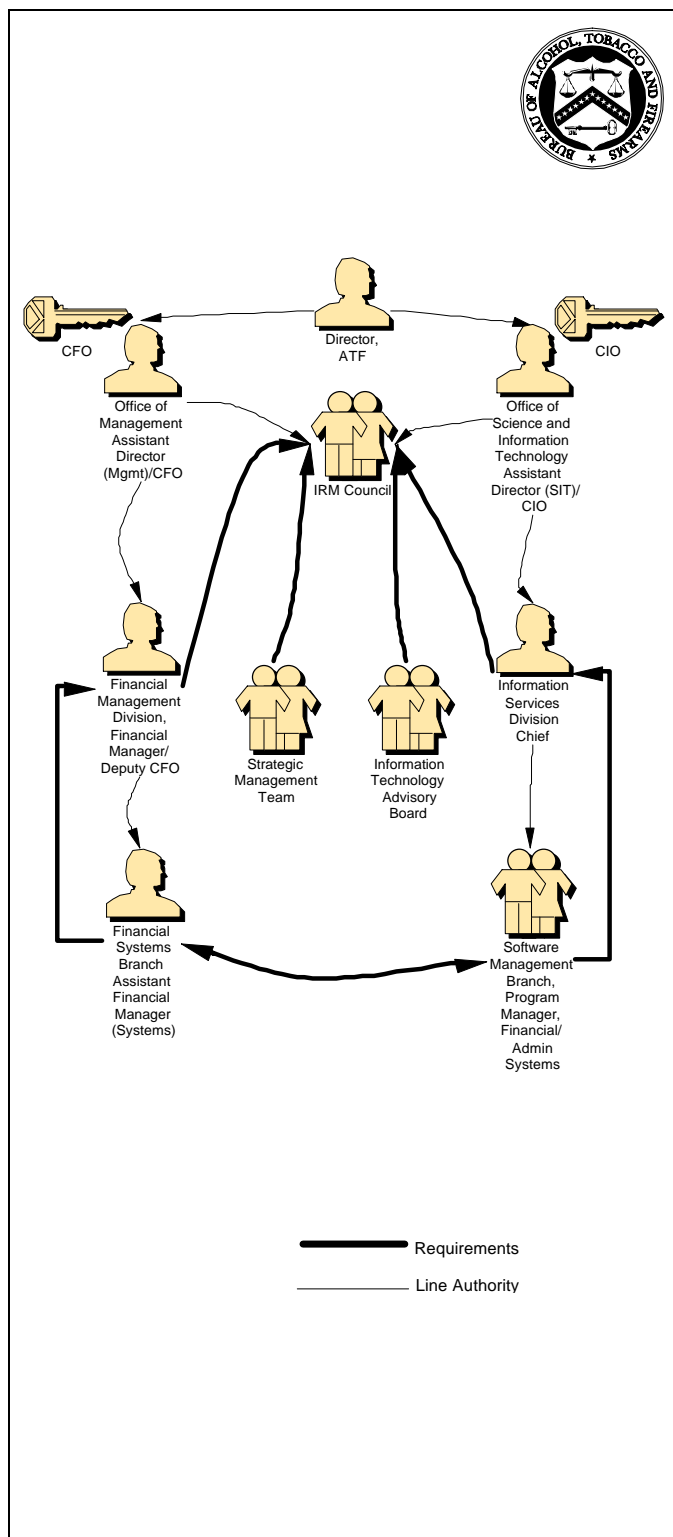 BUREAU OF ALCOHOL, TOBACCO AND FIREARMS
CFO
Director,
ATF
CIO
Office of
Management
Assistant
Director
(Mgmt)/CFO
IRM Council
Office of
Science and
Information
Technology
Assistant
Director (SIT)/
CIO
Financial
Management
Division,
Financial
Manager/
Deputy CFO
Strategic
Management
Team
Information
Technology
Advisory
Board
Information
Services
Division
Chief
Financial
Systems
Branch
Assistant
Financial
Manager
(Systems)
Software
Management
Branch,
Program
Manager,
Financial/
Admin
Systems
Requirements
Line Authority